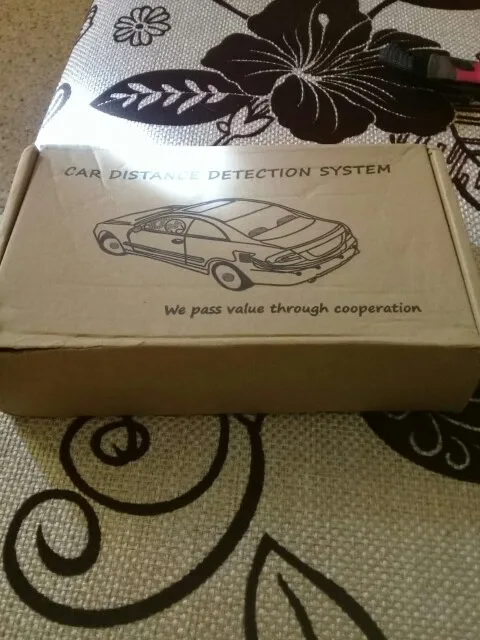 CAR DISTANCE DETECTION SYSTEM
We pass value through cooperation